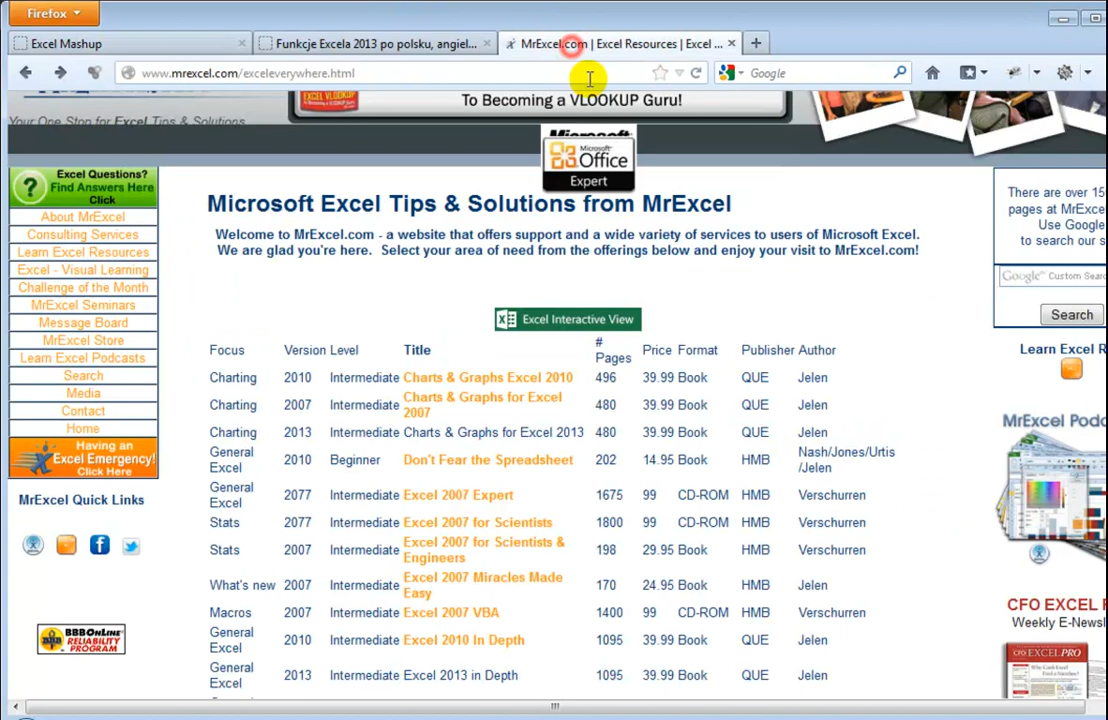 Firefox
Excel Mashup
Funkcje Excela 2013 po polsku, angiel...
MrExcel.com | Excel Resources | Excel ...
www.mrexcel.com/exceleverywhere.html
Google
Your One Stop for Excel Tips & Solutions
EXCEL VLOOKUP
To Becoming a VLOOKUP Guru!
Microsoft
Microsoft
Office
Expert
Excel Questions?
Find Answers Here
Click
About MrExcel
Consulting Services
Learn Excel Resources
Excel - Visual Learning
Challenge of the Month
MrExcel Seminars
Message Board
MrExcel Store
Learn Excel Podcasts
Search
Media
Contact
Home
Having an
Excel Emergency!
Click Here
MrExcel Quick Links
BBBOnLine
RELIABILITY
PROGRAM
Microsoft Excel Tips & Solutions from MrExcel
Welcome to MrExcel.com - a website that offers support and a wide variety of services to users of Microsoft Excel.
We are glad you're here. Select your area of need from the offerings below and enjoy your visit to MrExcel.com!
Excel Interactive View
Focus Version Level Title # Pages Price Format Publisher Author
Charting 2010 Intermediate Charts & Graphs Excel 2010 496 39.99 Book QUE Jelen
Charting 2007 Intermediate Charts & Graphs for Excel 2007 480 39.99 Book QUE Jelen
Charting 2013 Intermediate Charts & Graphs for Excel 2013 480 39.99 Book QUE Jelen
General Excel 2010 Beginner Don't Fear the Spreadsheet 202 14.95 Book HMB Nash/Jones/Urtis/Jelen
General Excel 2077 Intermediate Excel 2007 Expert 1675 99 CD-ROM HMB Verschurren
Stats 2077 Intermediate Excel 2007 for Scientists 1800 99 CD-ROM HMB Verschurren
Stats 2007 Intermediate Excel 2007 for Scientists & Engineers 198 29.95 Book HMB Verschurren
What's new 2007 Intermediate Excel 2007 Miracles Made Easy 170 24.95 Book HMB Jelen
Macros 2007 Intermediate Excel 2007 VBA 1400 99 CD-ROM HMB Verschurren
General Excel 2010 Intermediate Excel 2010 In Depth 1095 39.99 Book QUE Jelen
General Excel 2013 Intermediate Excel 2013 in Depth 1095 39.99 Book QUE Jelen
There are over 15
pages at MrExce
Use Google
to search our s
Google Custom Sear
Search
Learn Excel R
MrExcel Podc
CFO EXCEL
Weekly E-Newsl
CFO EXCEL PRO